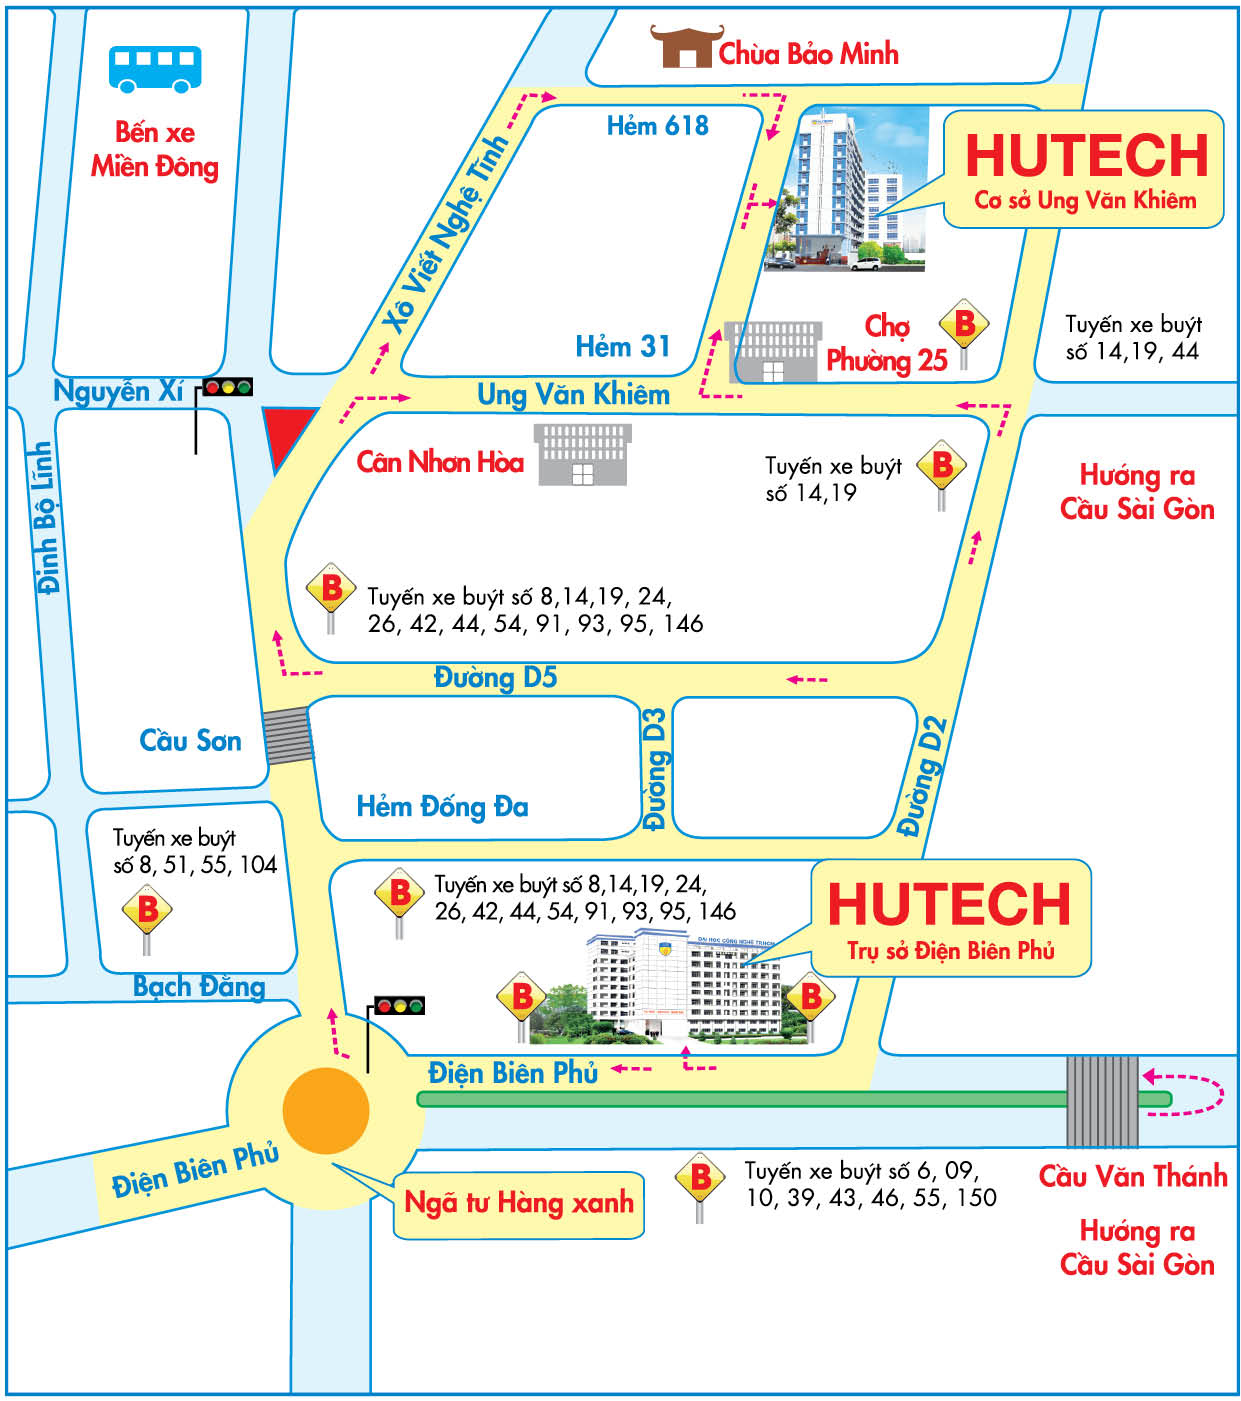 Chùa Bảo Minh
Bến xe
Miền Đông
Hẻm 618
HUTECH
Cơ sở Ung Văn Khiêm
Xô Viết Nghệ Tĩnh
Chợ
Phường 25
B
Tuyến xe buýt
số 14,19, 44
Hẻm 31
Nguyễn Xí
Ung Văn Khiêm
Cân Nhơn Hòa
Tuyến xe buýt
số 14,19
B
Hướng ra
Cầu Sài Gòn
Đinh Bộ Lĩnh
B
Tuyến xe buýt số 8,14,19, 24,
26, 42, 44, 54, 91, 93, 95, 146
Đường D5
Cầu Sơn
Đường D3
Đường D2
Hẻm Đống Đa
Tuyến xe buýt
số 8, 51, 55, 104
B
B
Tuyến xe buýt số 8,14,19, 24,
26, 42, 44, 54, 91, 93, 95, 146
HUTECH
Trụ sở Điện Biên Phủ
ĐẠI HỌC CÔNG NGHỆ TP.HCM
B
B
Bạch Đằng
Điện Biên Phủ
Điện Biên Phủ
Ngã tư Hàng xanh
B
Tuyến xe buýt số 6, 09,
10, 39, 43, 46, 55, 150
Cầu Văn Thánh
Hướng ra
Cầu Sài Gòn